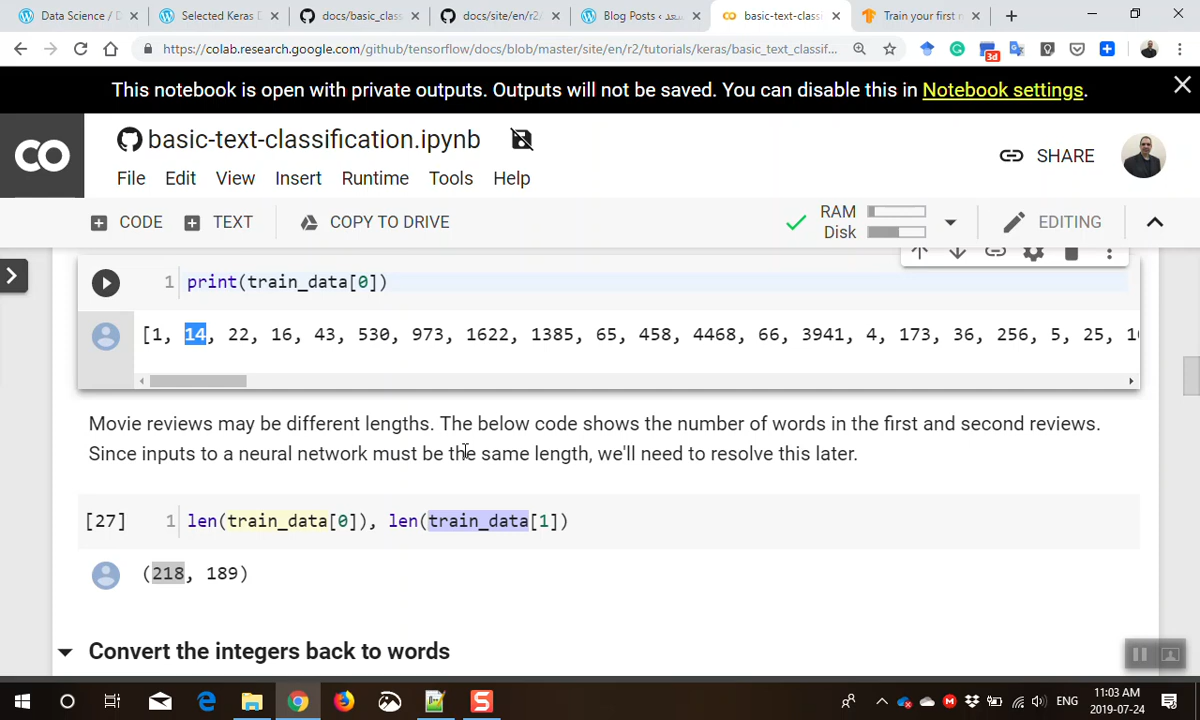 Data Science / D
Selected Keras D
docs/basic_class
docs/site/en/r2/
basic-text-classi
Train your first n
https://colab.research.google.com/github/tensorflow/docs/blob/master/site/en/r2/tutorials/keras/basic_text_classif...
3d
This notebook is open with private outputs. Outputs will not be saved. You can disable this in Notebook settings.
CO
basic-text-classification.ipynb
SHARE
File Edit View Insert Runtime Tools Help
CODE TEXT COPY TO DRIVE
RAM
Disk
EDITING
1 print(train_data[0])
[1, 14, 22, 16, 43, 530, 973, 1622, 1385, 65, 458, 4468, 66, 3941, 4, 173, 36, 256, 5, 25, 10
Movie reviews may be different lengths. The below code shows the number of words in the first and second reviews.
Since inputs to a neural network must be the same length, we'll need to resolve this later.
[27] 1 len(train_data[0]), len(train_data[1])
(218, 189)
Convert the integers back to words
ENG
11:03 AM
2019-07-24